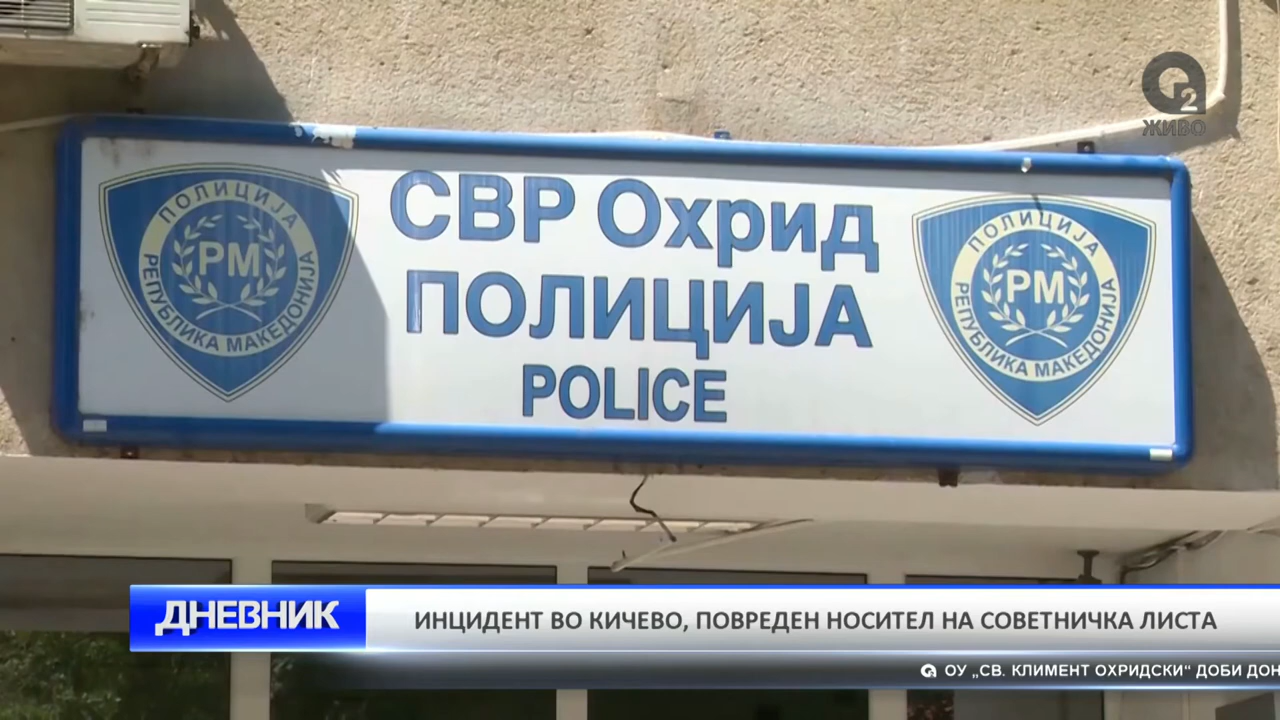 2
ЖИВО
СВР Охрид
ПОЛИЦИЈА
POLICE
ПОЛИЦИЈА
РМ
РЕПУБЛИКА МАКЕДОНИЈА
ПОЛИЦИЈА
РМ
РЕПУБЛИКА МАКЕДОНИЈА
ДНЕВНИК
ИНЦИДЕНТ ВО КИЧЕВО, ПОВРЕДЕН НОСИТЕЛ НА СОВЕТНИЧКА ЛИСТА
ОУ „СВ. КЛИМЕНТ ОХРИДСКИ“ ДОБИ ДОН